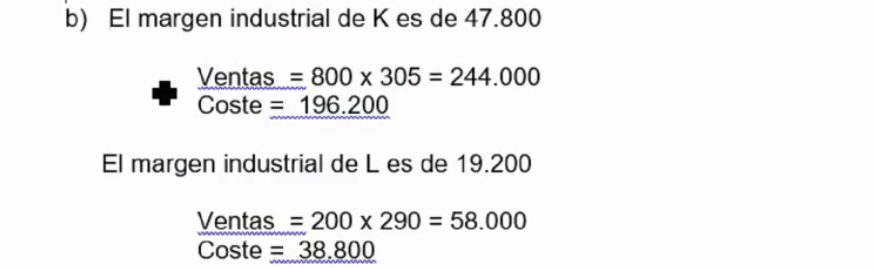 b) El margen industrial de K es de 47.800
Ventas = 800 x 305 = 244.000
Coste = 196.200
El margen industrial de L es de 19.200
Ventas = 200 x 290 = 58.000
Coste = 38.800